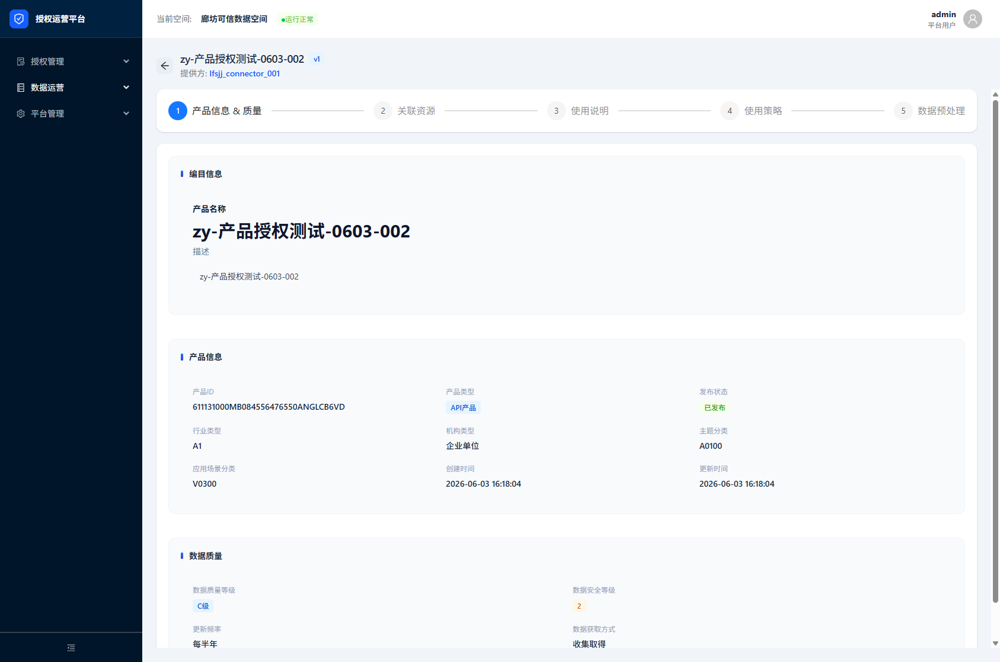 授权运营平台
授权管理
数据运营
平台管理
当前空间: 廊坊可信数据空间 运行正常
admin
平台用户
zy-产品授权测试-0603-002 v1
提供方: lfsjj_connector_001
1 产品信息 & 质量 2 关联资源 3 使用说明 4 使用策略 5 数据预处理
编目信息
产品名称
zy-产品授权测试-0603-002
描述
zy-产品授权测试-0603-002
产品信息
产品ID 产品类型 发布状态
611131000MB084556476550ANGLCB6VD API产品 已发布
行业类型 机构类型 主题分类
A1 企业单位 A0100
应用场景分类 创建时间 更新时间
V0300 2026-06-03 16:18:04 2026-06-03 16:18:04
数据质量
数据质量等级 数据安全等级
C级 2
更新频率 数据获取方式
每半年 收集取得